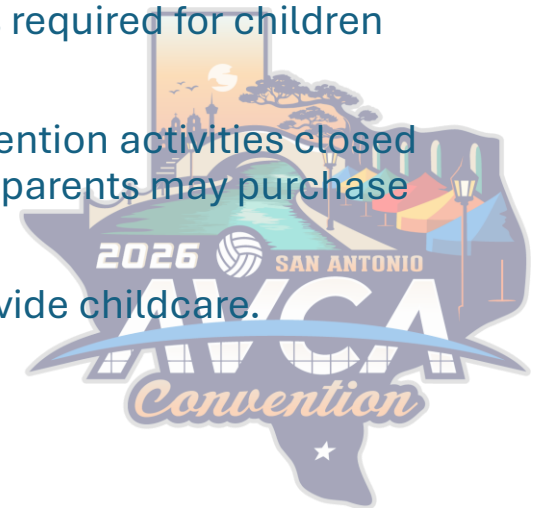 s required for children
ention activities closed
parents may purchase
2026 SAN ANTONIO
vide childcare.
AVCA
Convention